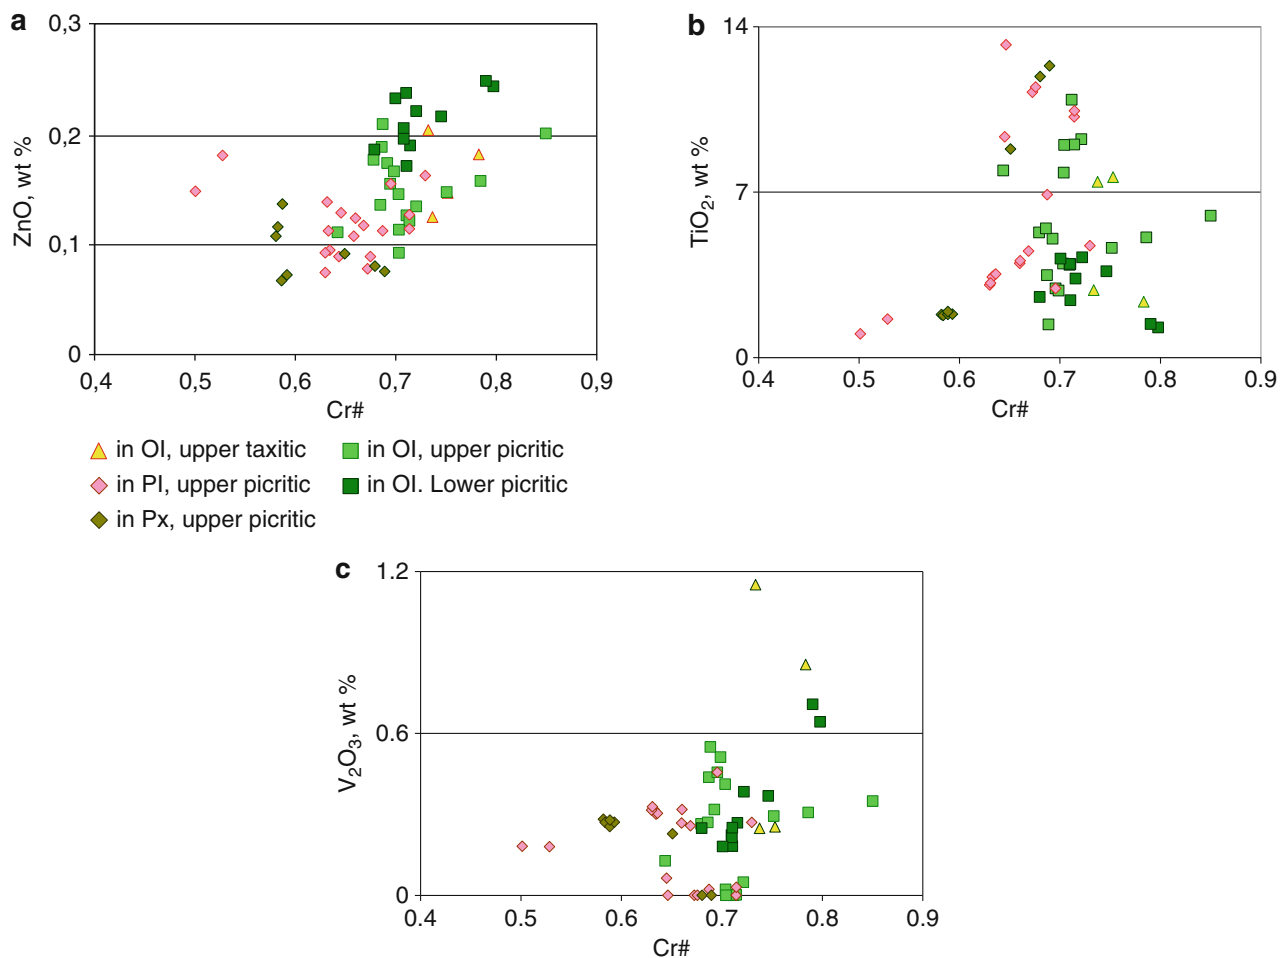 a
0,3
0,2
0,1
0
0,4 0,5 0,6 0,7 0,8 0,9
ZnO, wt %
Cr#
b
14
7
0
0.4 0.5 0.6 0.7 0.8 0.9
TiO2, wt %
Cr#
in OI, upper taxitic
in PI, upper picritic
in Px, upper picritic
in OI, upper picritic
in OI. Lower picritic
c
1.2
0.6
0
0.4 0.5 0.6 0.7 0.8 0.9
V2O3, wt %
Cr#